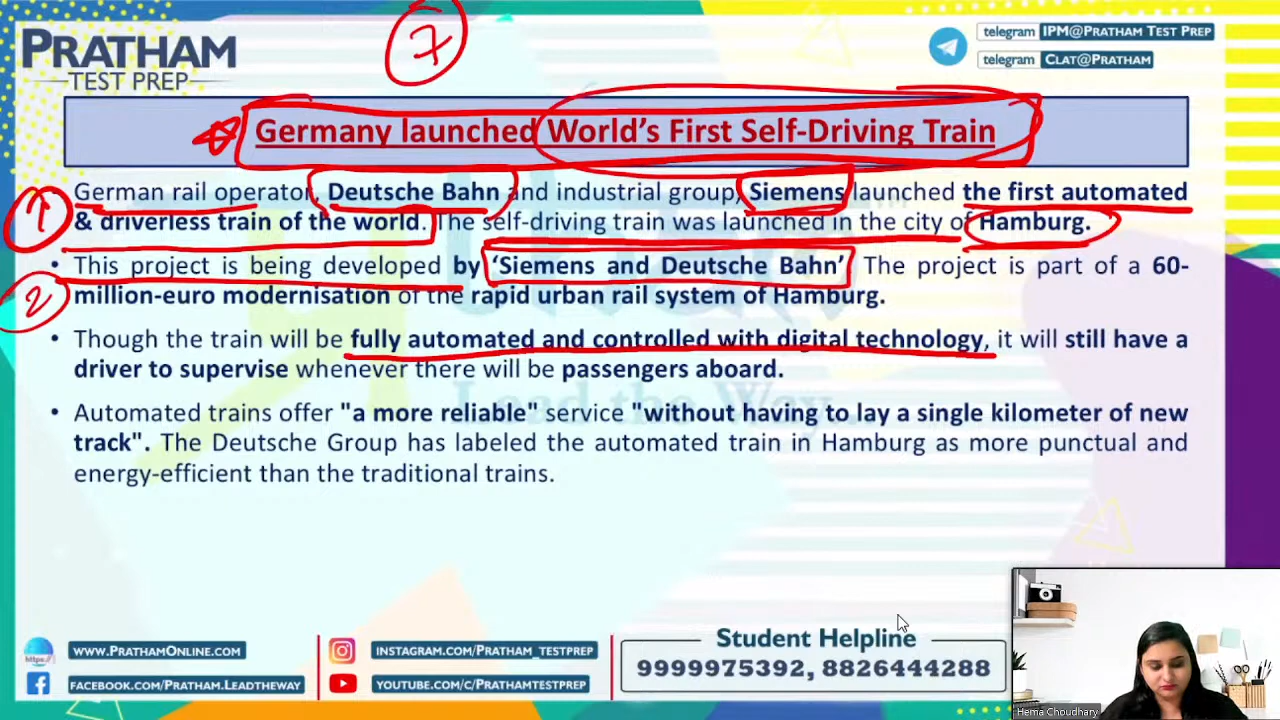 7
PRATHAM
TEST PREP
telegram IPM@PRATHAM TEST PREP
telegram CLAT@PRATHAM
Germany launched World's First Self-Driving Train
1
German rail operator, Deutsche Bahn and industrial group, Siemens launched the first automated
& driverless train of the world. The self-driving train was launched in the city of Hamburg.
2
• This project is being developed by 'Siemens and Deutsche Bahn' The project is part of a 60-
million-euro modernisation of the rapid urban rail system of Hamburg.
• Though the train will be fully automated and controlled with digital technology, it will still have a
driver to supervise whenever there will be passengers aboard.
• Automated trains offer "a more reliable" service "without having to lay a single kilometer of new
track". The Deutsche Group has labeled the automated train in Hamburg as more punctual and
energy-efficient than the traditional trains.
Lead the Way...
https://
WWW.PRATHAMONLINE.COM
FACEBOOK.COM/PRATHAM.LEADTHEWAY
INSTAGRAM.COM/PRATHAM_TESTPREP
YOUTUBE.COM/C/PRATHAMTESTPREP
Student Helpline
9999975392, 8826444288
Hema Choudhary